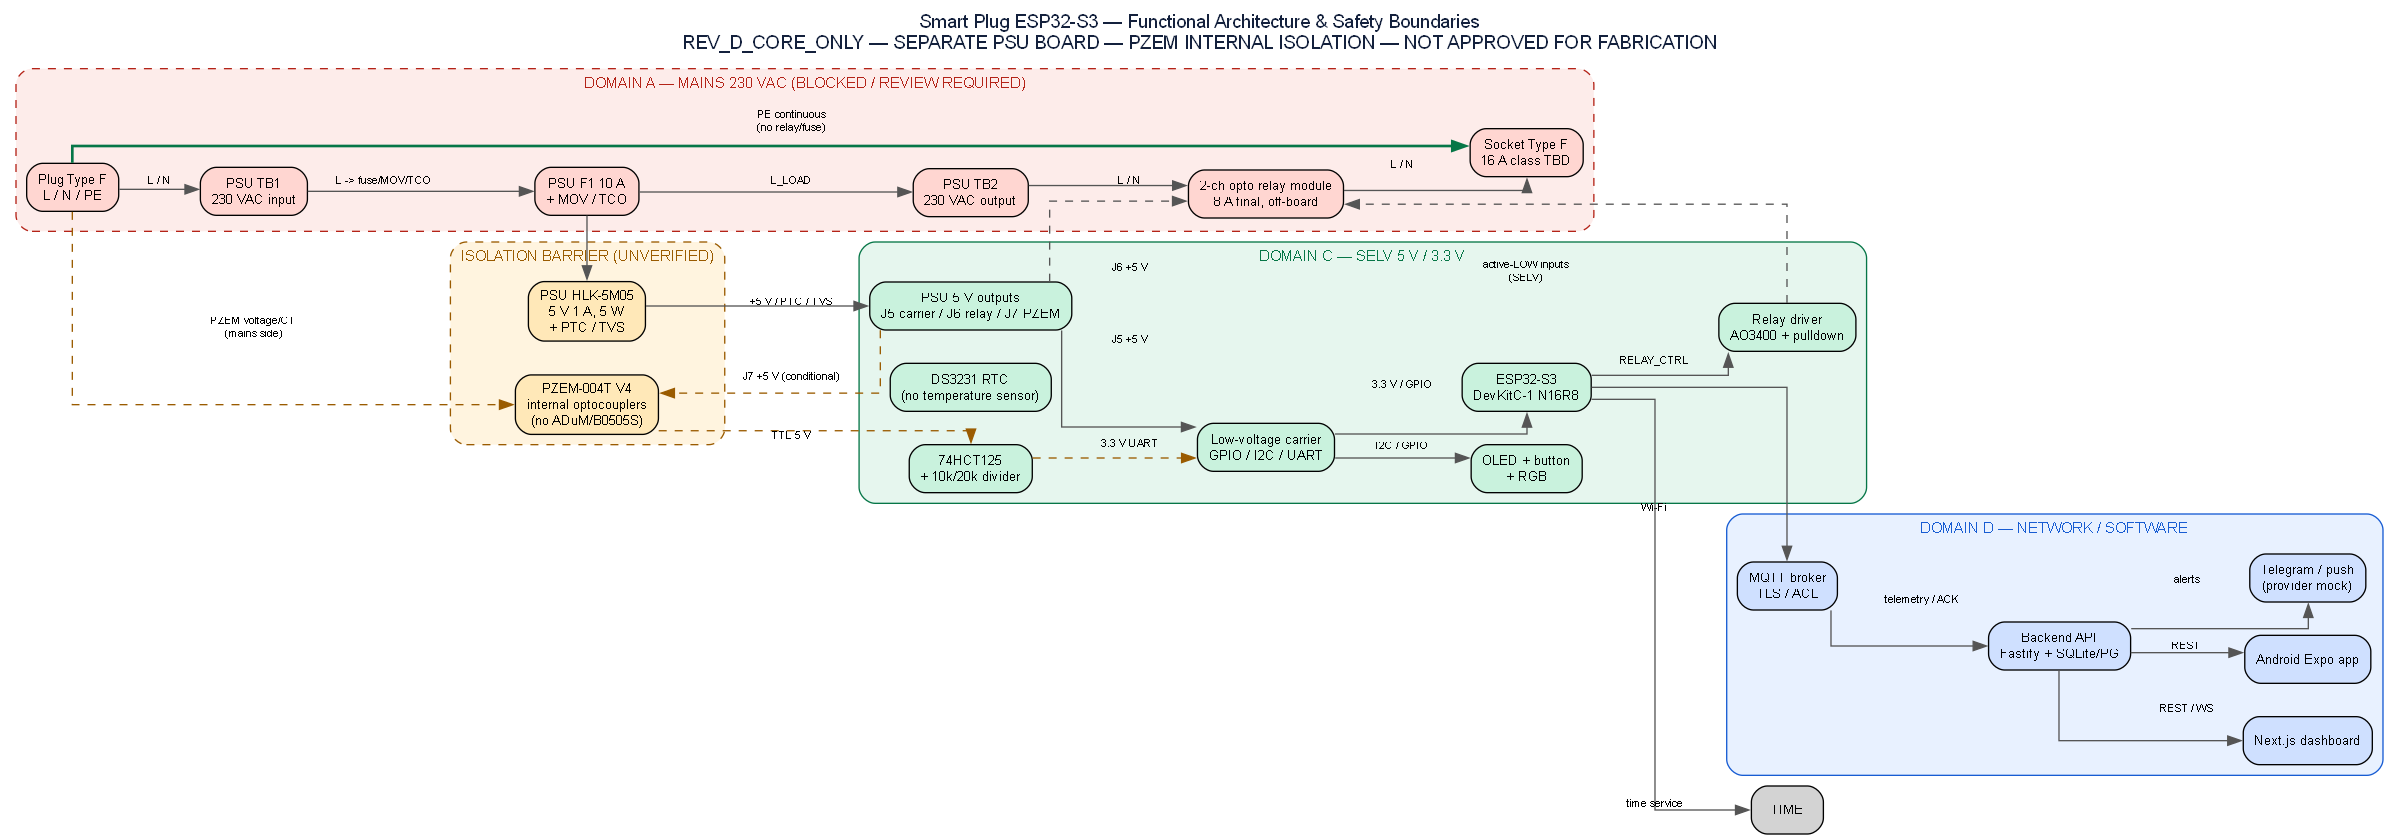 Smart Plug ESP32-S3 — Functional Architecture & Safety Boundaries
REV_D_CORE_ONLY — SEPARATE PSU BOARD — PZEM INTERNAL ISOLATION — NOT APPROVED FOR FABRICATION
DOMAIN A — MAINS 230 VAC (BLOCKED / REVIEW REQUIRED)
PE continuous
(no relay/fuse)
Plug Type F
L / N / PE
L / N
PSU TB1
230 VAC input
L -> fuse/MOV/TCO
PSU F1 10 A
+ MOV / TCO
L_LOAD
PSU TB2
230 VAC output
L / N
2-ch opto relay module
8 A final, off-board
L / N
Socket Type F
16 A class TBD
ISOLATION BARRIER (UNVERIFIED)
PSU HLK-5M05
5 V 1 A, 5 W
+ PTC / TVS
PZEM voltage/CT
(mains side)
PZEM-004T V4
internal optocouplers
(no ADuM/B0505S)
+5 V / PTC / TVS
J7 +5 V (conditional)
TTL 5 V
DOMAIN C — SELV 5 V / 3.3 V
PSU 5 V outputs
J5 carrier / J6 relay / J7 PZEM
J6 +5 V
J5 +5 V
active-LOW inputs
(SELV)
DS3231 RTC
(no temperature sensor)
74HCT125
+ 10k/20k divider
3.3 V UART
Low-voltage carrier
GPIO / I2C / UART
3.3 V / GPIO
I2C / GPIO
ESP32-S3
DevKitC-1 N16R8
OLED + button
+ RGB
RELAY_CTRL
Relay driver
AO3400 + pulldown
Wi-Fi
DOMAIN D — NETWORK / SOFTWARE
MQTT broker
TLS / ACL
telemetry / ACK
Backend API
Fastify + SQLite/PG
alerts
Telegram / push
(provider mock)
REST
Android Expo app
REST / WS
Next.js dashboard
time service
TIME